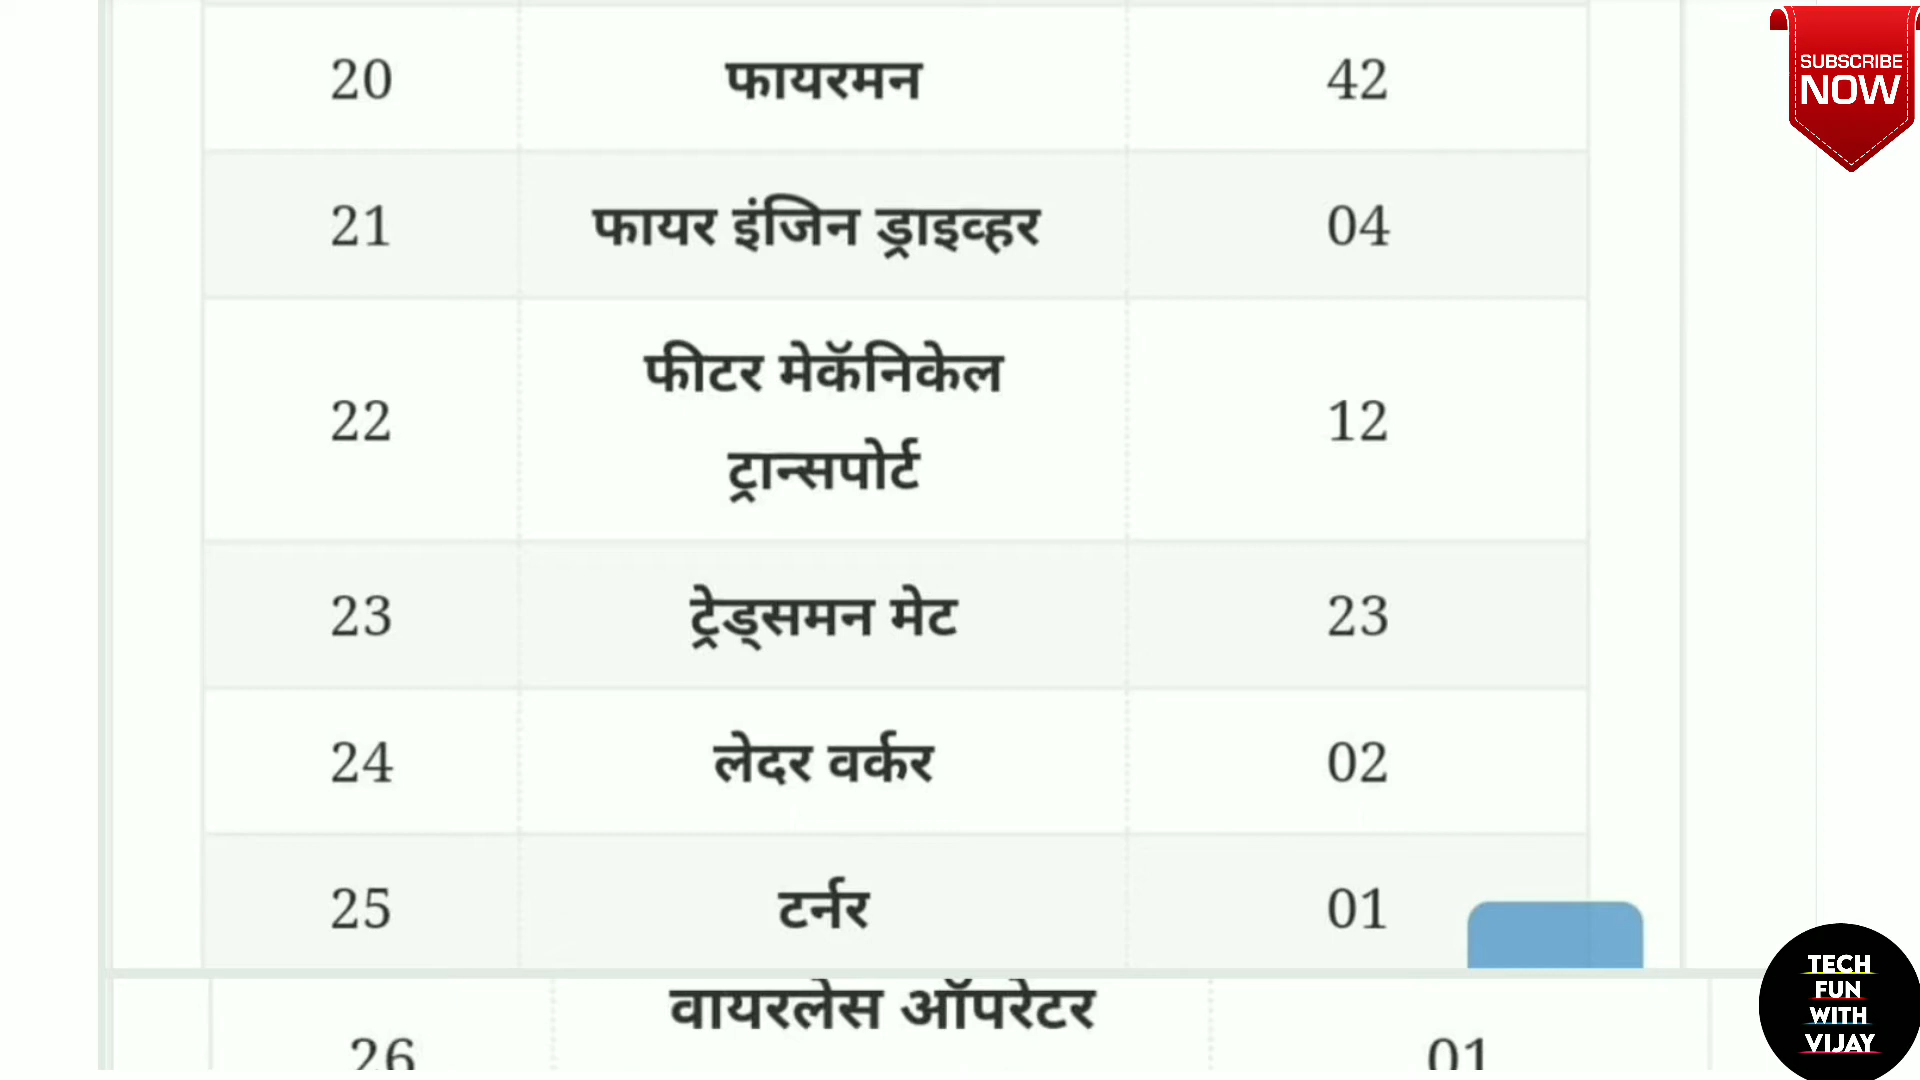 20 फायरमन 42
21 फायर इंजिन ड्राइव्हर 04
22 फीटर मेकॅनिकेल 12
ट्रान्सपोर्ट
23 ट्रेड्समन मेट 23
24 लेदर वर्कर 02
25 टर्नर 01
26 वायरलेस ऑपरेटर 01
SUBSCRIBE
NOW
TECH
FUN
WITH
VIJAY